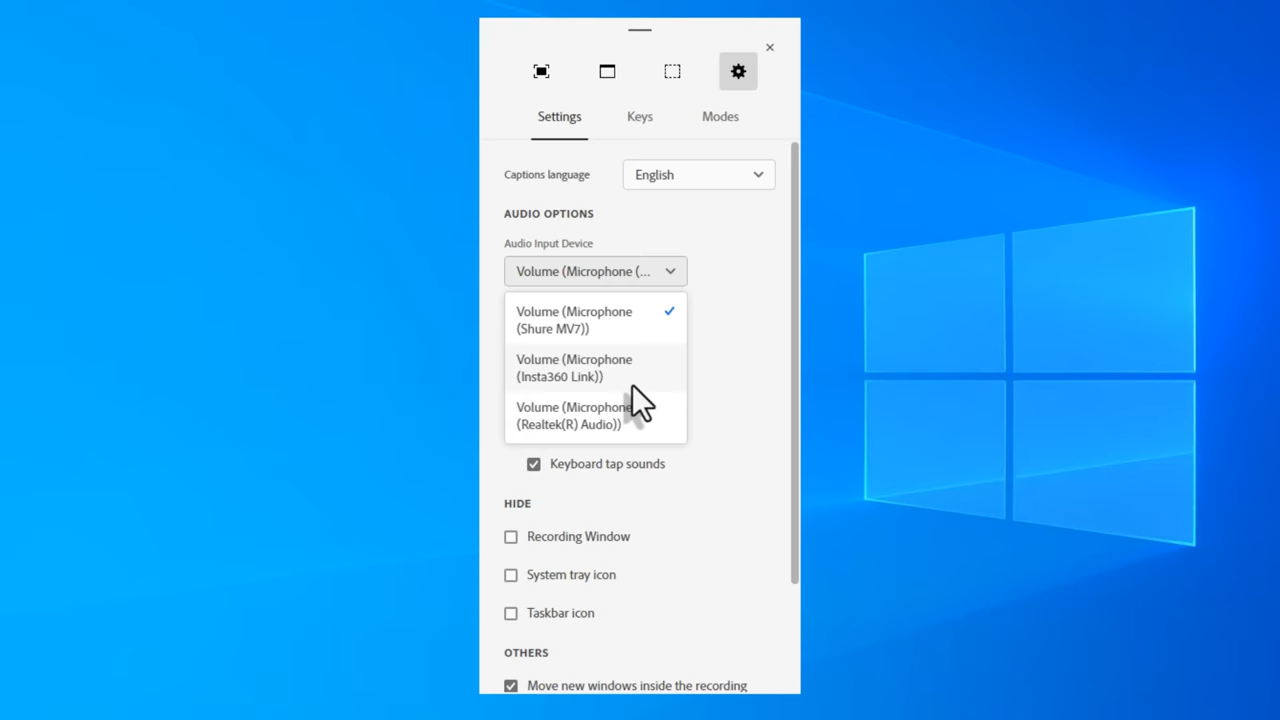 Settings Keys Modes
Captions language English
AUDIO OPTIONS
Audio Input Device
Volume (Microphone (...
Volume (Microphone
(Shure MV7))
Volume (Microphone
(Insta360 Link))
Volume (Microphone
(Realtek(R) Audio))
Keyboard tap sounds
HIDE
Recording Window
System tray icon
Taskbar icon
OTHERS
Move new windows inside the recording